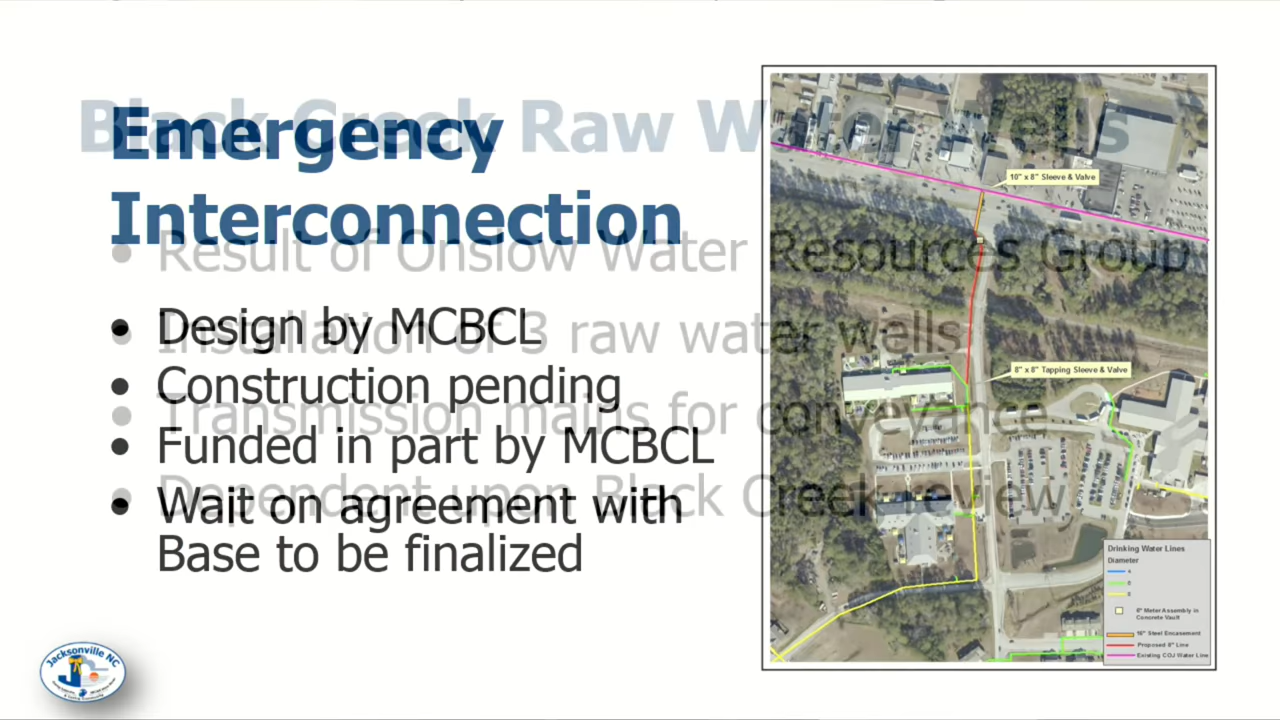 Black Creek Raw Water Wells
Emergency
Interconnection
• Result of Onslow Water Resources Group
• Design by MCBCL
• Installation of 3 raw water wells
• Construction pending
• Transmission mains for conveyance
• Funded in part by MCBCL
• Dependant upon Black Creek review
• Wait on agreement with
Base to be finalized
10" x 8" Sleeve & Valve
8" x 8" Tapping Sleeve & Valve
Drinking Water Lines
Diameter
6" Meter Assembly in
Concrete Vault
16" Steel Encasement
Proposed 8" Line
Existing COJ Water Line
Jacksonville NC